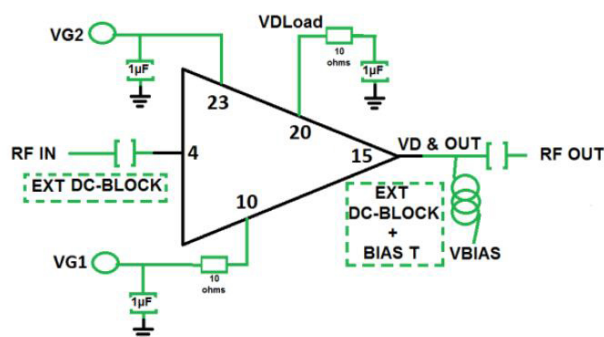 VG2
1µF
23
VDLoad
10
ohms
1µF
20
RF IN
4
EXT DC-BLOCK
15
VD & OUT
RF OUT
EXT
DC-BLOCK
+
BIAS T
VBIAS
10
VG1
10
ohms
1µF